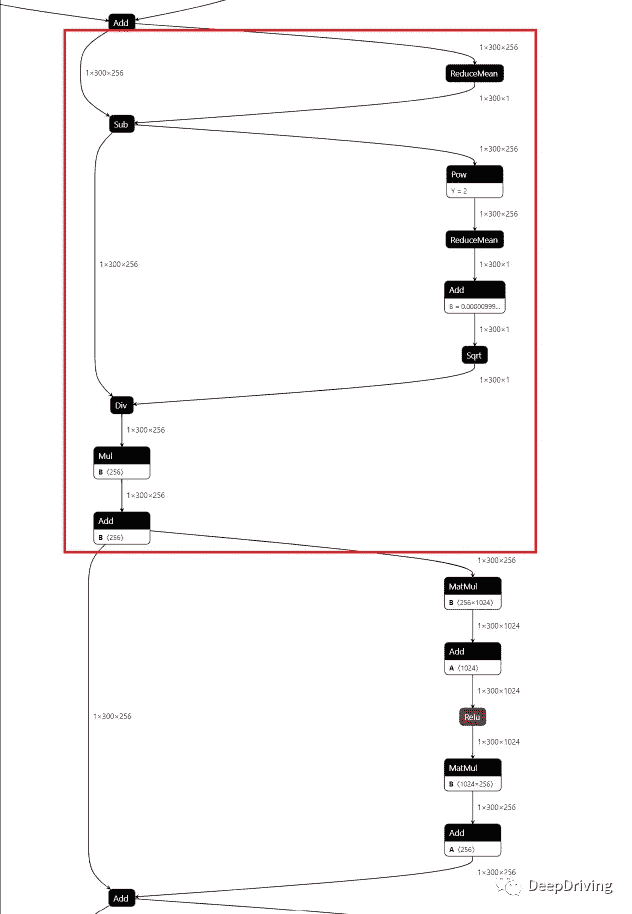 Add
1×300×256
1×300×256
ReduceMean
1×300×1
Sub
1×300×256
Pow
Y = 2
1×300×256
1×300×256
ReduceMean
1×300×1
Add
B = 0.00000999...
1×300×1
Sqrt
1×300×1
Div
1×300×256
Mul
B ⟨256⟩
1×300×256
Add
B ⟨256⟩
1×300×256
MatMul
B ⟨256×1024⟩
1×300×1024
Add
A ⟨1024⟩
1×300×1024
1×300×256
Relu
1×300×1024
MatMul
B ⟨1024×256⟩
1×300×256
Add
A ⟨256⟩
1×300×256
DeepDriving
Add